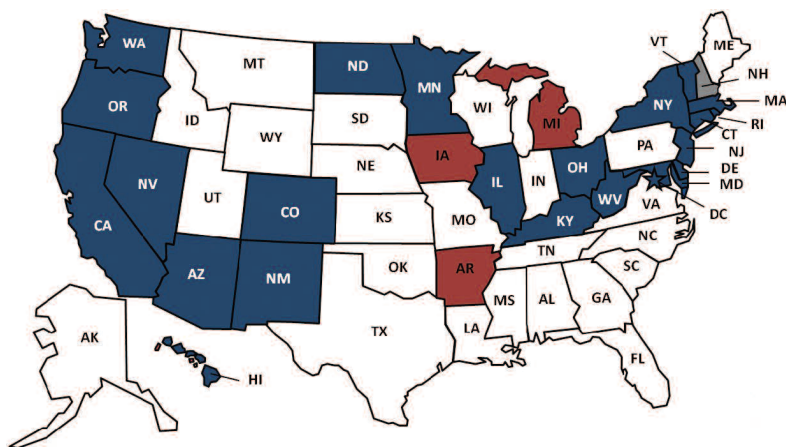 WA
MT
ND
MN
VT
ME
NH
OR
ID
SD
WI
NY
MA
MI
WY
RI
CT
IA
PA
NJ
NE
NV
IL
IN
OH
DE
MD
UT
CO
WV
VA
CA
KS
MO
KY
DC
NC
TN
AZ
NM
OK
AR
SC
MS
AL
GA
AK
TX
LA
FL
HI